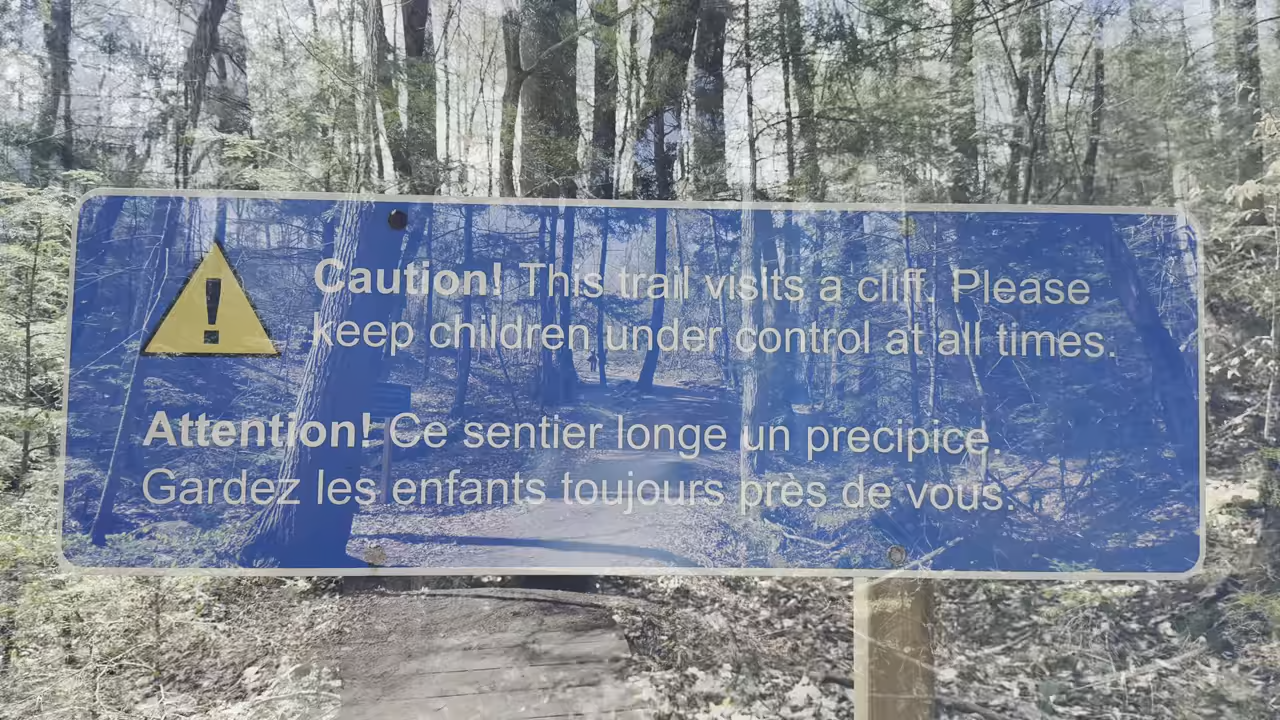 Caution! This trail visits a cliff. Please
keep children under control at all times.
Attention! Ce sentier longe un precipice.
Gardez les enfants toujours près de vous.